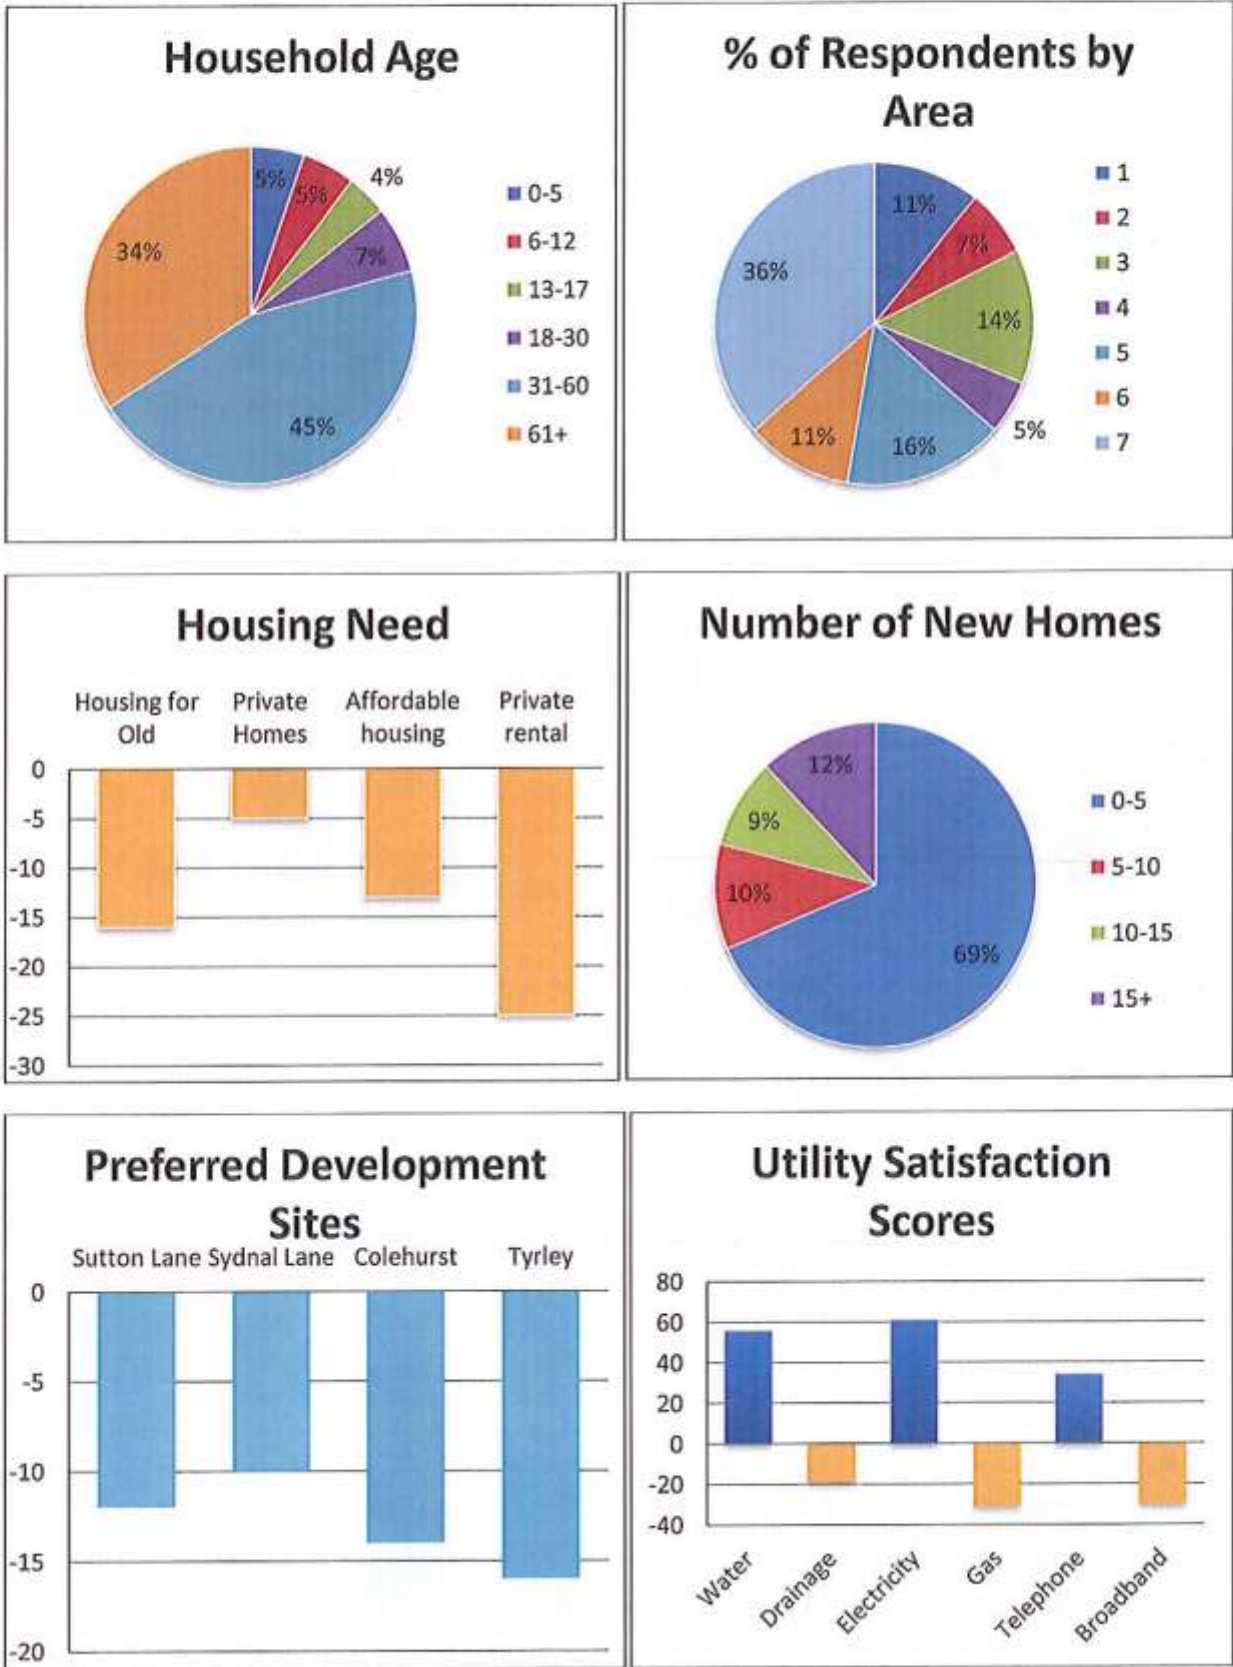 Household Age
5%
5%
4%
7%
45%
34%
0-5
6-12
13-17
18-30
31-60
61+
% of Respondents by
Area
11%
7%
14%
5%
16%
11%
36%
1
2
3
4
5
6
7
Housing Need
Housing for Private Affordable Private
Old Homes housing rental
0
-5
-10
-15
-20
-25
-30
Number of New Homes
12%
9%
10%
69%
0-5
5-10
10-15
15+
Preferred Development
Sites
Sutton Lane Sydnal Lane Colehurst Tyrley
0
-5
-10
-15
-20
Utility Satisfaction
Scores
80
60
40
20
0
-20
-40
Water
Drainage
Electricity
Gas
Telephone
Broadband